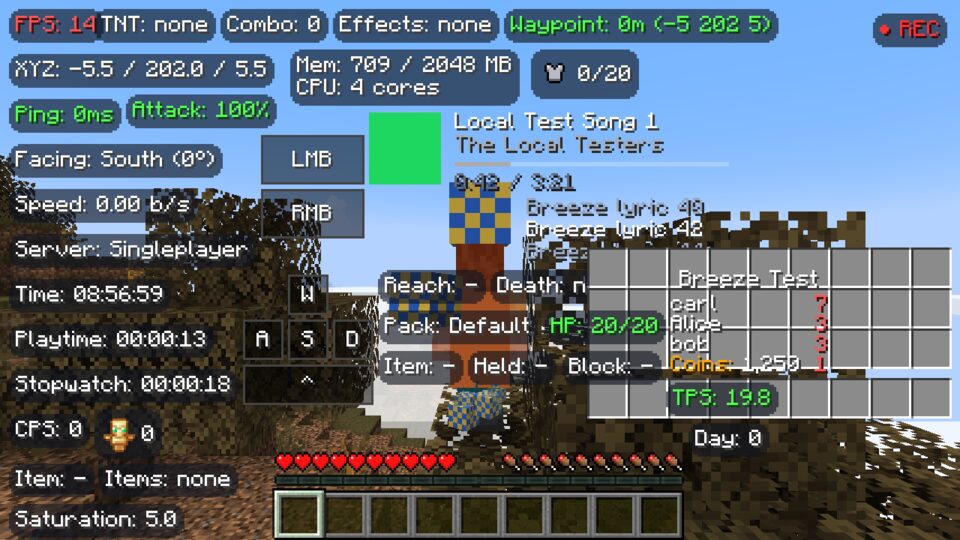 FPS: 14 TNT: none Combo: 0 Effects: none Waypoint: 0m (-5 202 5)
REC
XYZ: -5.5 / 202.0 / 5.5
Mem: 709 / 2048 MB
CPU: 4 cores
0/20
Ping: 0ms Attack: 100%
Local Test Song 1
The Local Testers
0:42 / 3:21
Facing: South (0°)
LMB
RMB
Speed: 0.00 b/s
Breeze lyric
Breeze lyric 42
Server: Singleplayer
Time: 08:56:59
W
A S D
^
Reach: - Death: n
Breeze Test
carl 7
Alice 3
bob 3
Coins: 1,250 1
Pack: Default HP: 20/20
Playtime: 00:00:13
Item: - Held: - Block: -
Stopwatch: 00:00:18
TPS: 19.8
CPS: 0
0
Day: 0
Item: - Items: none
Saturation: 5.0